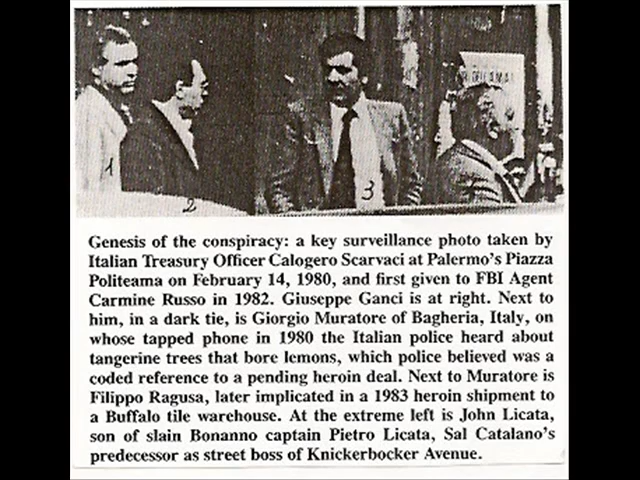 1
2
3
Genesis of the conspiracy: a key surveillance photo taken by
Italian Treasury Officer Calogero Scarvaci at Palermo's Piazza
Politeama on February 14, 1980, and first given to FBI Agent
Carmine Russo in 1982. Giuseppe Ganci is at right. Next to
him, in a dark tie, is Giorgio Muratore of Bagheria, Italy, on
whose tapped phone in 1980 the Italian police heard about
tangerine trees that bore lemons, which police believed was a
coded reference to a pending heroin deal. Next to Muratore is
Filippo Ragusa, later implicated in a 1983 heroin shipment to
a Buffalo tile warehouse. At the extreme left is John Licata,
son of slain Bonanno captain Pietro Licata, Sal Catalano's
predecessor as street boss of Knickerbocker Avenue.